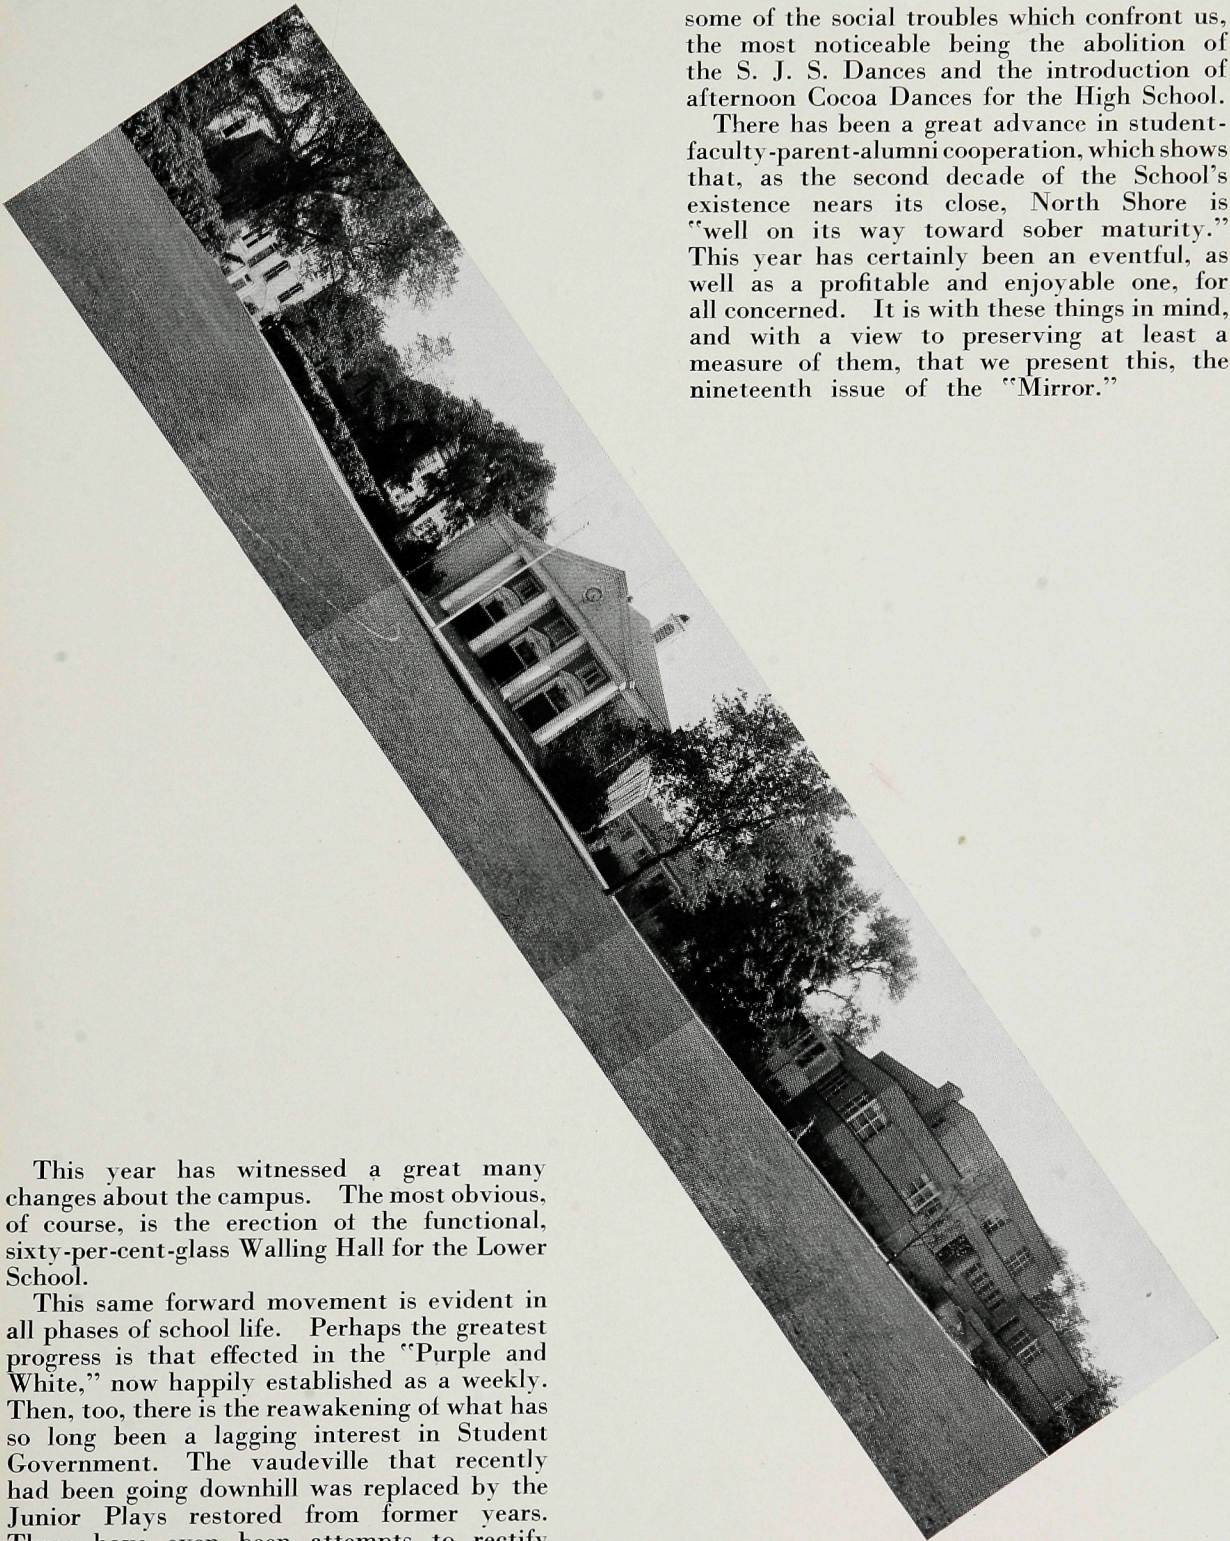 This year has witnessed a great many
changes about the campus. The most obvious,
of course, is the erection of the functional,
sixty-per-cent-glass Walling Hall for the Lower
School.
This same forward movement is evident in
all phases of school life. Perhaps the greatest
progress is that effected in the "Purple and
White," now happily established as a weekly.
Then, too, there is the reawakening of what has
so long been a lagging interest in Student
Government. The vaudeville that recently
had been going downhill was replaced by the
Junior Plays restored from former years.
There have even been attempts to rectify
some of the social troubles which confront us,
the most noticeable being the abolition of
the S. J. S. Dances and the introduction of
afternoon Cocoa Dances for the High School.
There has been a great advance in student-
faculty-parent-alumni cooperation, which shows
that, as the second decade of the School's
existence nears its close, North Shore is
"well on its way toward sober maturity."
This year has certainly been an eventful, as
well as a profitable and enjoyable one, for
all concerned. It is with these things in mind,
and with a view to preserving at least a
measure of them, that we present this, the
nineteenth issue of the "Mirror."